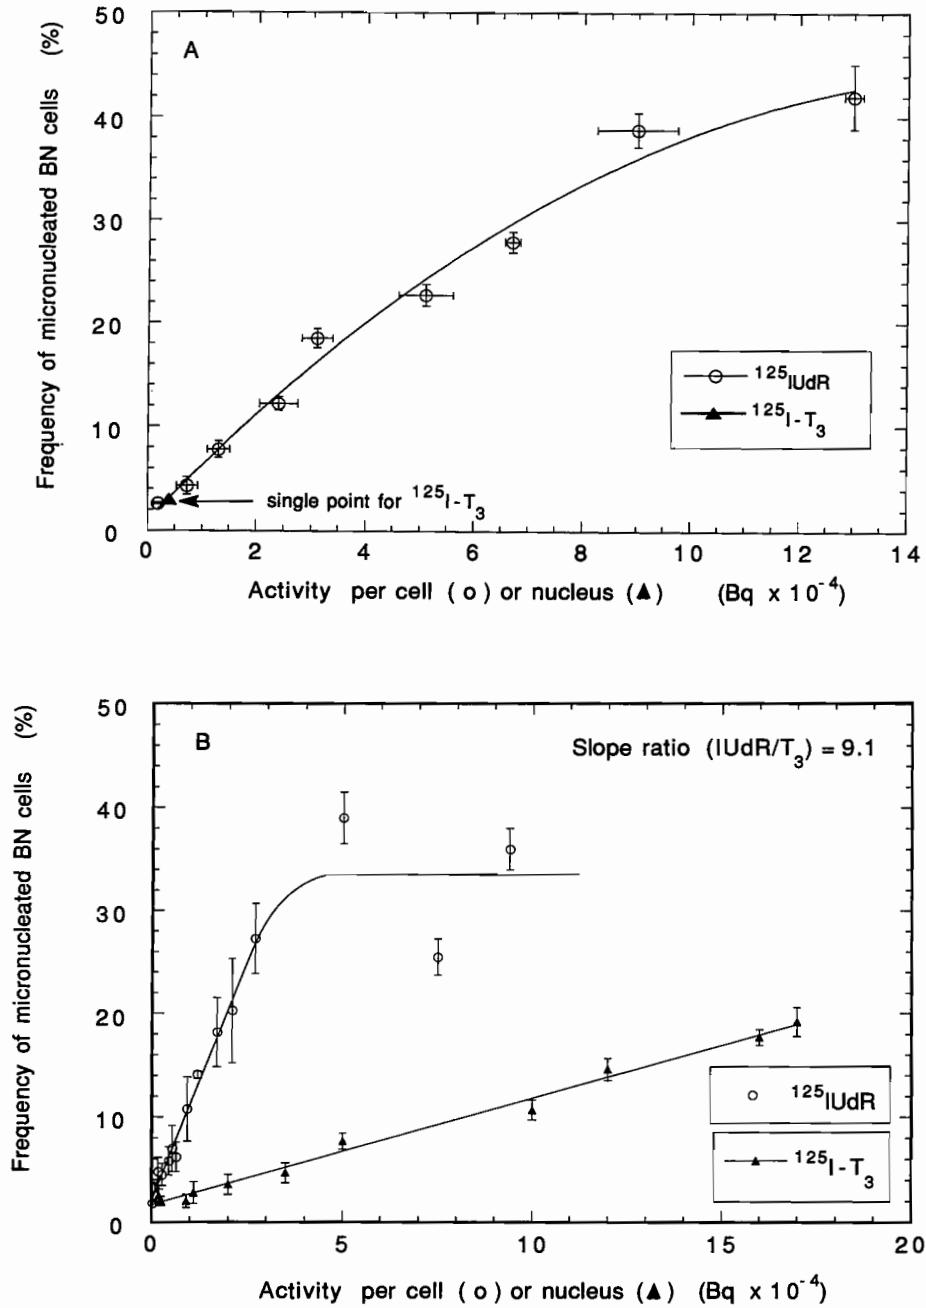 50
A
40
30
20
10
0
Frequency of micronucleated BN cells (%)
125IUdR
125I-T3
single point for 125I-T3
0 2 4 6 8 10 12 14
Activity per cell ( o ) or nucleus (▲) (Bq x 10-4)
50
B
Slope ratio (IUdR/T3) = 9.1
40
30
20
10
0
Frequency of micronucleated BN cells (%)
125IUdR
125I-T3
0 5 10 15 20
Activity per cell ( o ) or nucleus (▲) (Bq x 10-4)